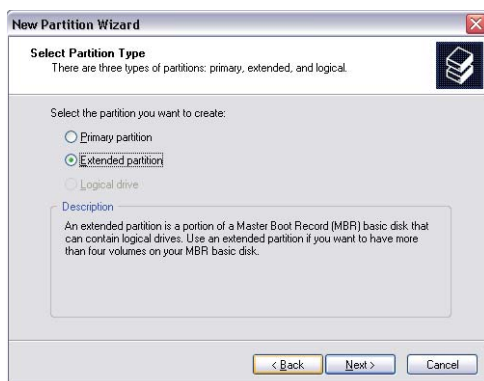 New Partition Wizard
Select Partition Type
There are three types of partitions: primary, extended, and logical.
Select the partition you want to create:
Primary partition
Extended partition
Logical drive
Description
An extended partition is a portion of a Master Boot Record (MBR) basic disk that
can contain logical drives. Use an extended partition if you want to have more
than four volumes on your MBR basic disk.
< Back
Next >
Cancel